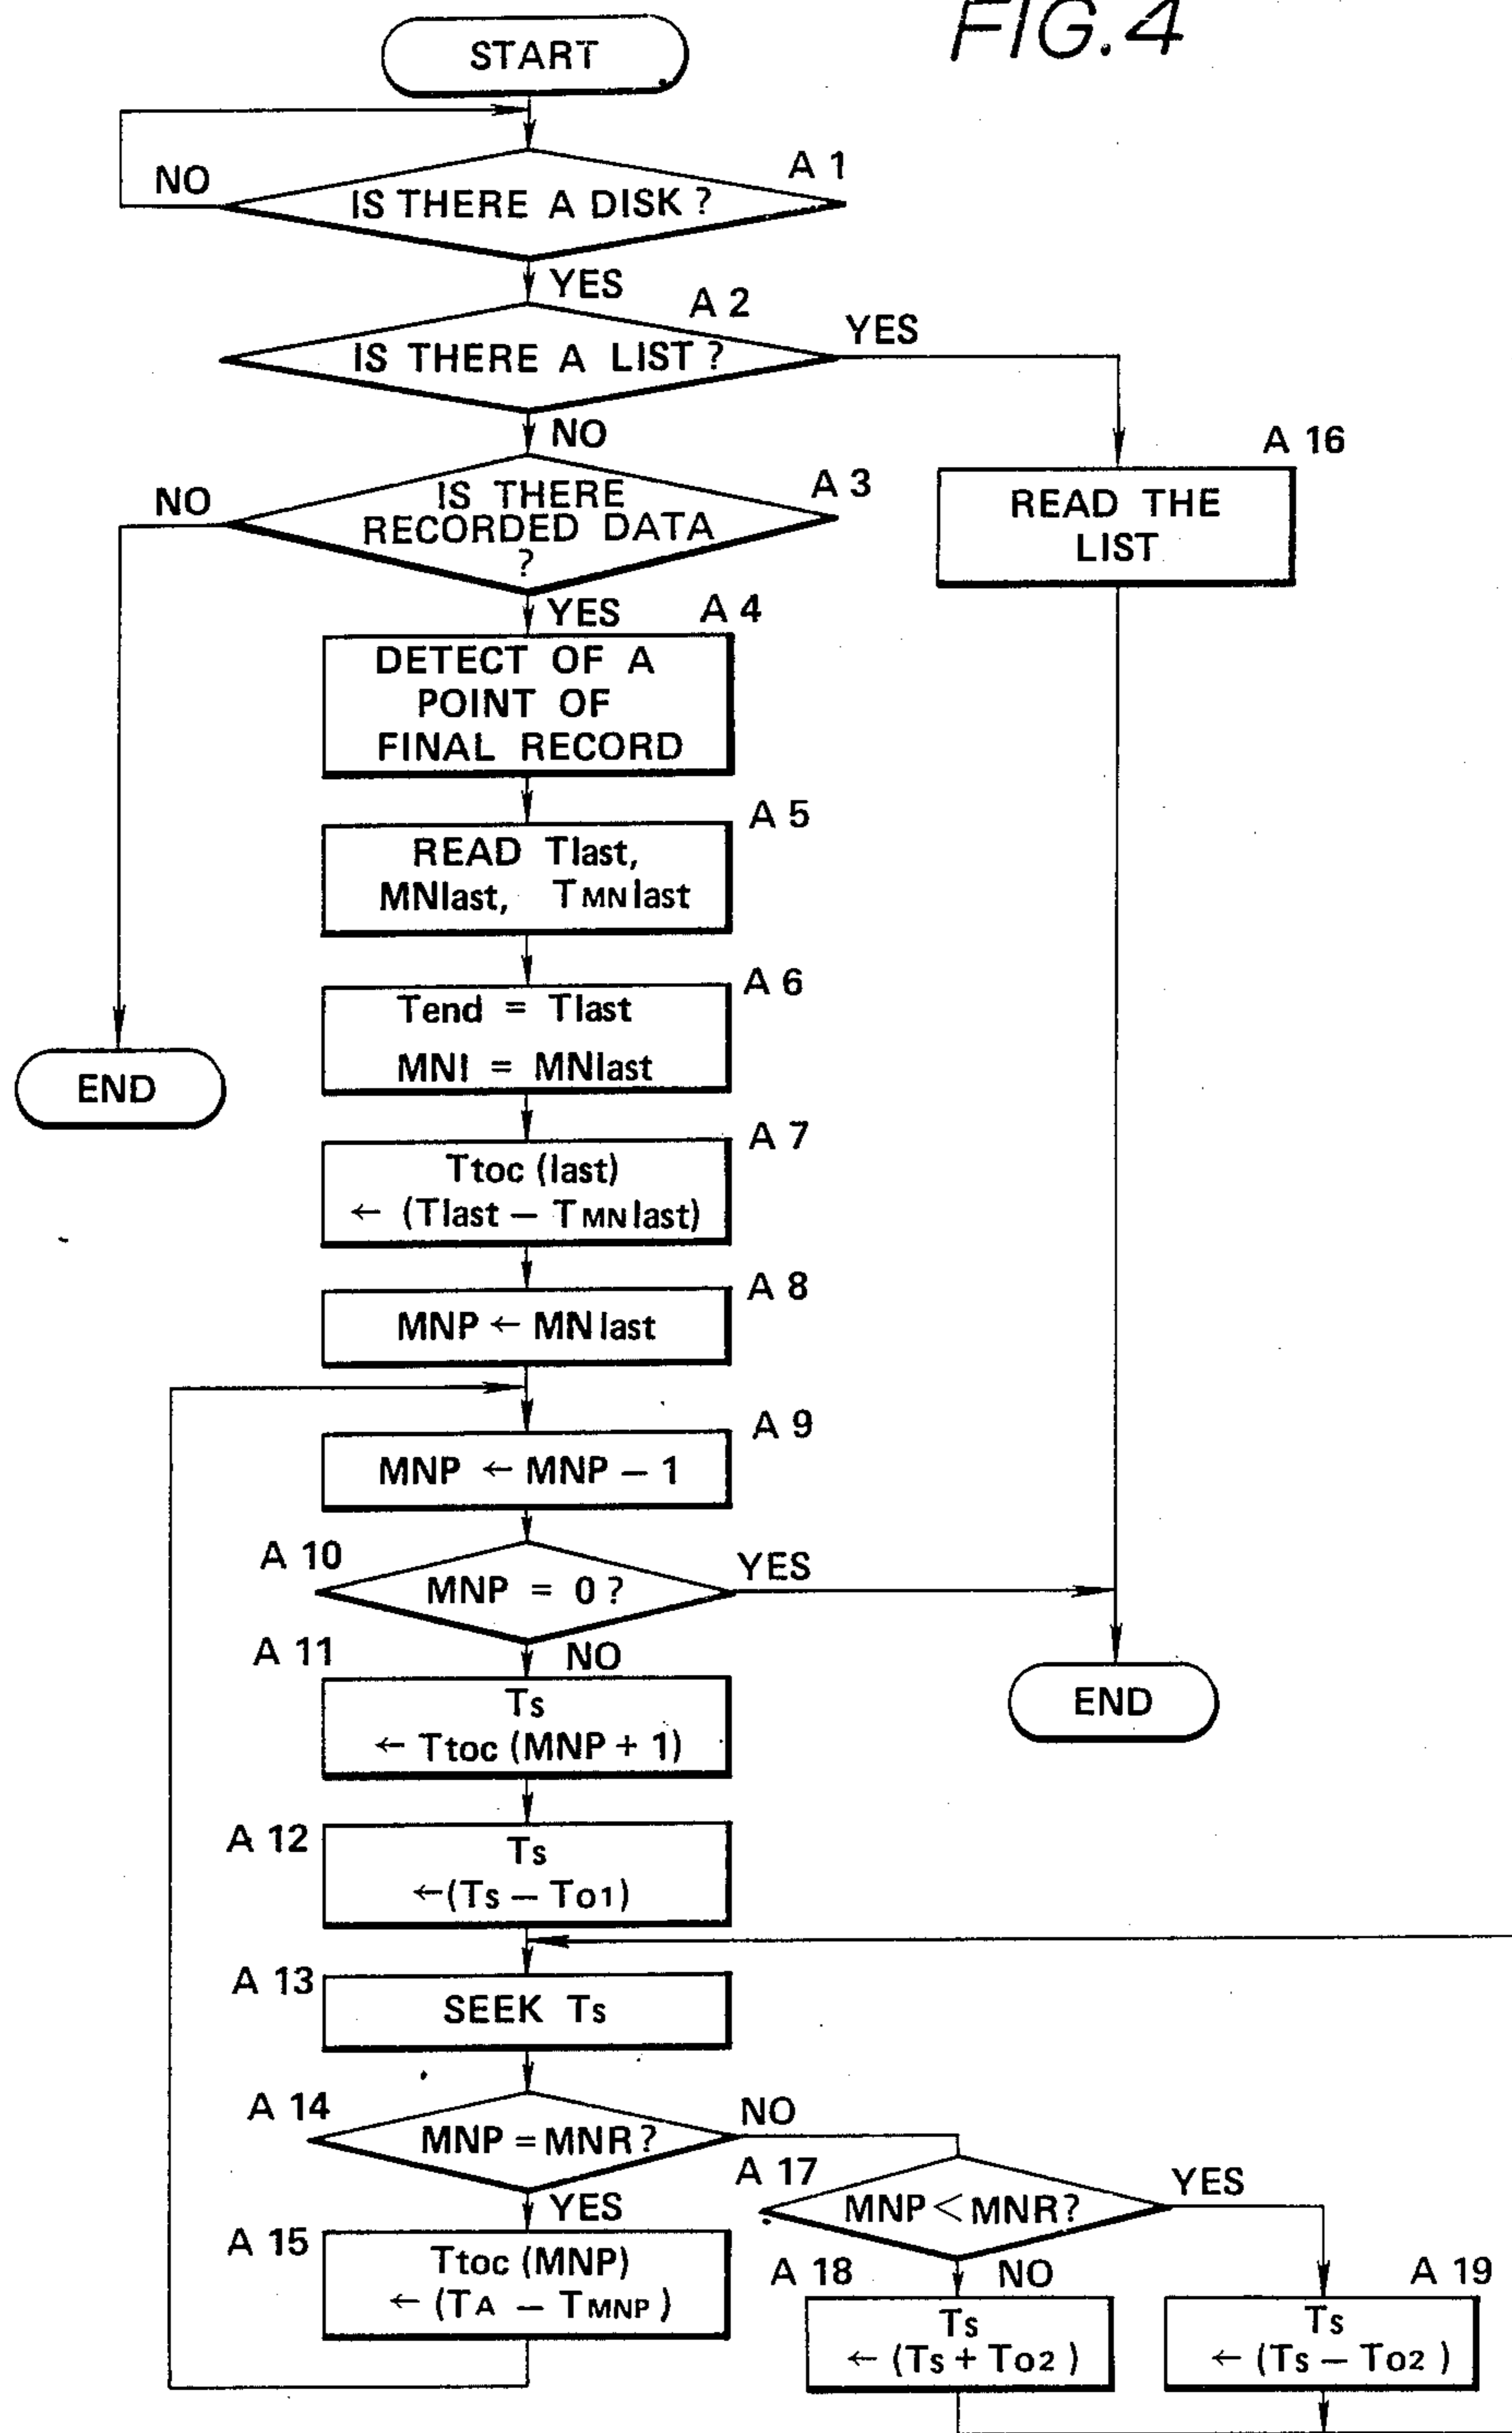 FIG.4
START
A 1
NO
IS THERE A DISK ?
YES
A 2
YES
IS THERE A LIST ?
NO
A 16
A 3
NO
IS THERE
RECORDED DATA
?
READ THE
LIST
YES
A 4
DETECT OF A
POINT OF
FINAL RECORD
A 5
READ Tlast,
MNlast, TMNlast
A 6
Tend = Tlast
MNI = MNlast
END
A 7
Ttoc (last)
← (Tlast – TMNlast)
A 8
MNP ← MNlast
A 9
MNP ← MNP – 1
A 10
YES
MNP = 0 ?
A 11
NO
Ts
← Ttoc (MNP + 1)
END
A 12
Ts
←(Ts – To1)
A 13
SEEK Ts
A 14
NO
MNP = MNR ?
A 17
YES
MNP < MNR?
YES
A 15
Ttoc (MNP)
← (TA – TMNP)
A 18
NO
A 19
Ts
← (Ts + To2)
Ts
← (Ts – To2)